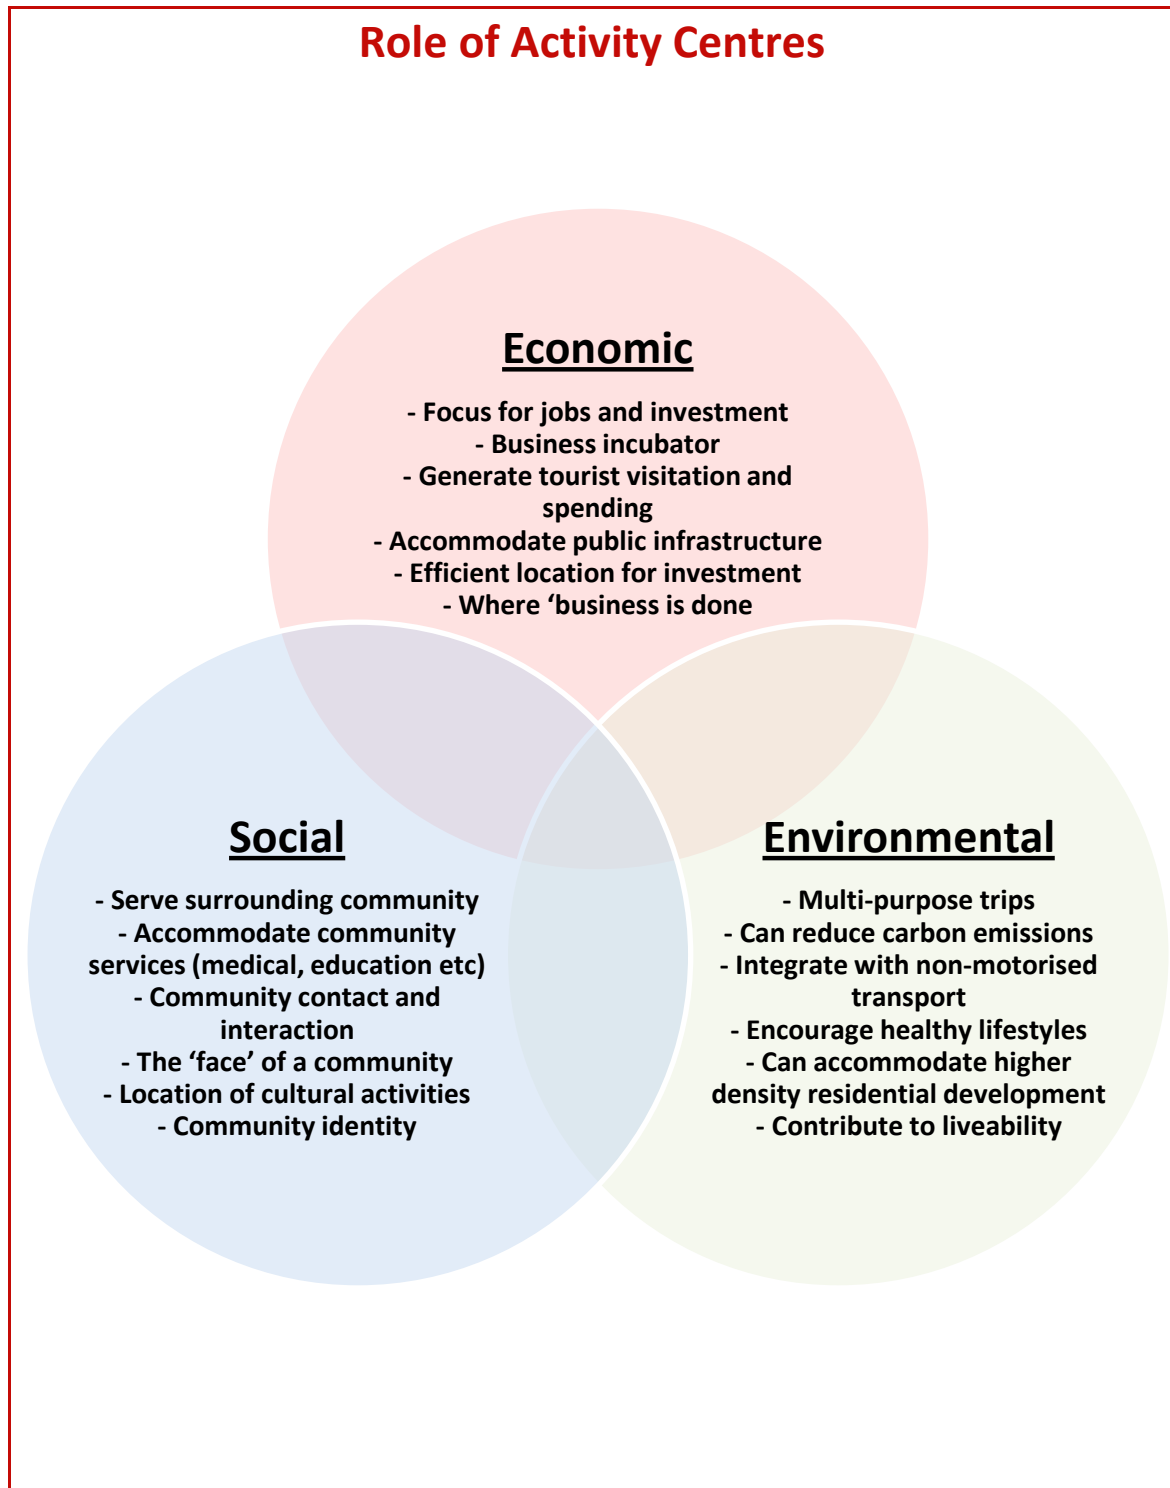 Role of Activity Centres
Economic
- Focus for jobs and investment
- Business incubator
- Generate tourist visitation and
spending
- Accommodate public infrastructure
- Efficient location for investment
- Where ‘business is done
Social
- Serve surrounding community
- Accommodate community
services (medical, education etc)
- Community contact and
interaction
- The ‘face’ of a community
- Location of cultural activities
- Community identity
Environmental
- Multi-purpose trips
- Can reduce carbon emissions
- Integrate with non-motorised
transport
- Encourage healthy lifestyles
- Can accommodate higher
density residential development
- Contribute to liveability